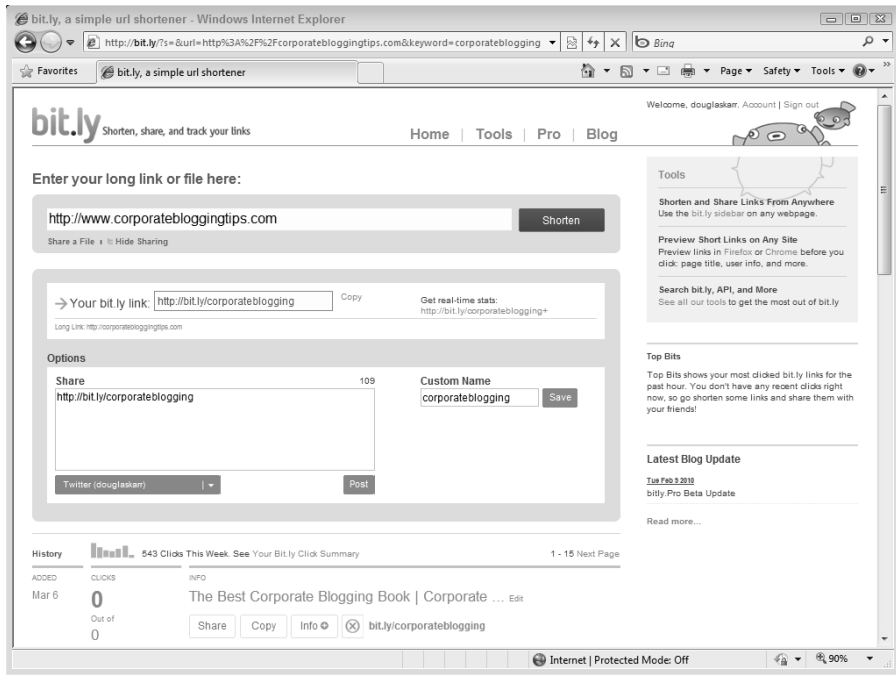 bit.ly, a simple url shortener - Windows Internet Explorer
http://bit.ly/?s=&url=http%3A%2F%2Fcorporatebloggingtips.com&keyword=corporateblogging
Bing
Favorites
bit.ly, a simple url shortener
Page
Safety
Tools
Welcome, douglaskarr. Account | Sign out
bit.ly Shorten, share, and track your links
Home | Tools | Pro | Blog
Enter your long link or file here:
http://www.corporatebloggingtips.com
Shorten
Share a File
Hide Sharing
Your bit.ly link:
http://bit.ly/corporateblogging
Copy
Get real-time stats:
http://bit.ly/corporateblogging+
Long Link: http://corporatebloggingtips.com
Options
Share
109
http://bit.ly/corporateblogging
Custom Name
corporateblogging
Save
Twitter (douglaskarr)
Post
Tools
Shorten and Share Links From Anywhere
Use the bit.ly sidebar on any webpage.
Preview Short Links on Any Site
Preview links in Firefox or Chrome before you
click: page title, user info, and more.
Search bit.ly, API, and More
See all our tools to get the most out of bit.ly
Top Bits
Top Bits shows your most clicked bit.ly links for the
past hour. You don't have any recent clicks right
now, so go shorten some links and share them with
your friends!
Latest Blog Update
bitly.Pro Beta Update
Read more...
History
543 Clicks This Week. See Your Bit.ly Click Summary
1 - 15 Next Page
ADDED
CLICKS
INFO
Mar 6
0
Out of
0
The Best Corporate Blogging Book | Corporate ... Edit
Share
Copy
Info
bit.ly/corporateblogging
Internet | Protected Mode: Off
90%